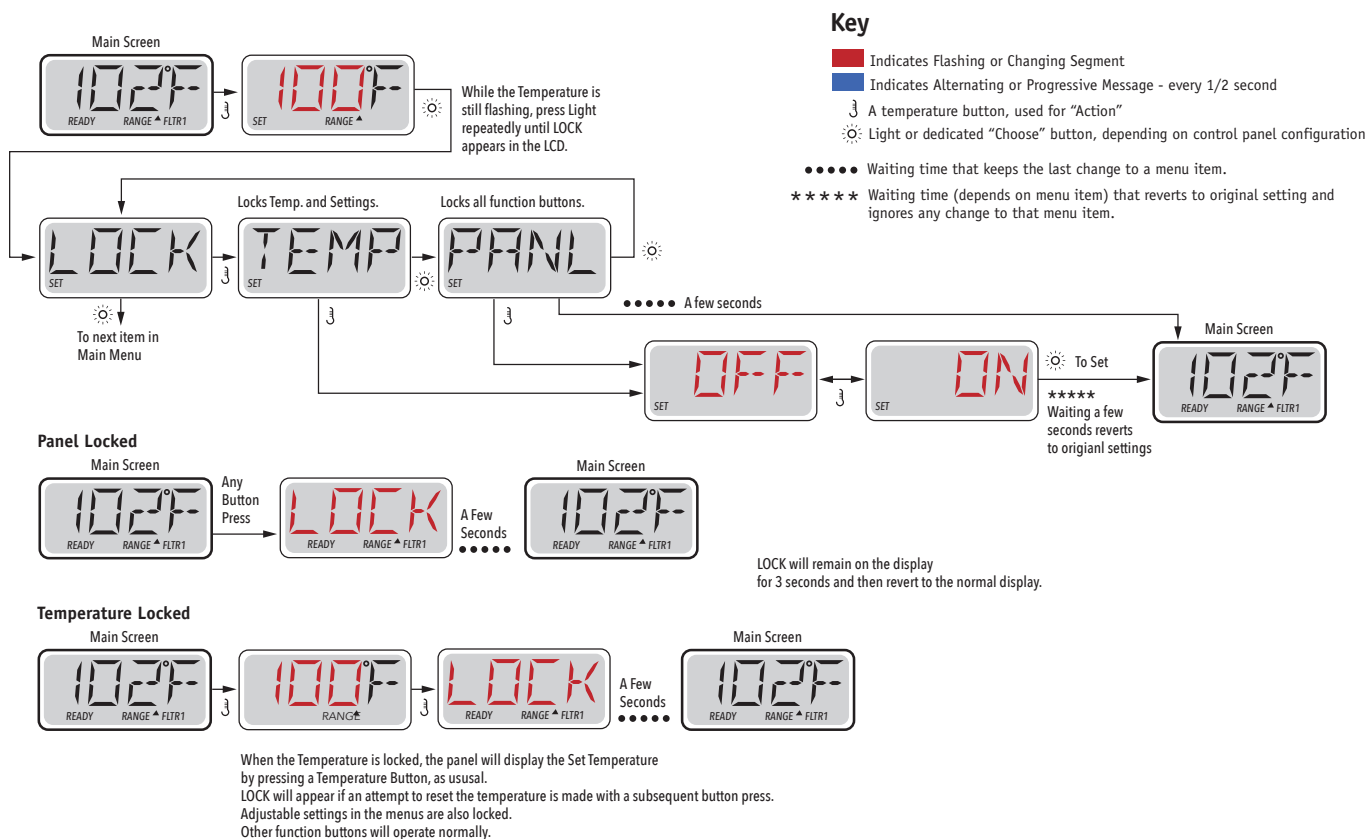 Key
Indicates Flashing or Changing Segment
Indicates Alternating or Progressive Message - every 1/2 second
A temperature button, used for “Action”
Light or dedicated “Choose” button, depending on control panel configuration
••••• Waiting time that keeps the last change to a menu item.
***** Waiting time (depends on menu item) that reverts to original setting and
ignores any change to that menu item.
Main Screen
102°F
READY RANGE FLTR1
100°F
SET RANGE
While the Temperature is
still flashing, press Light
repeatedly until LOCK
appears in the LCD.
Locks Temp. and Settings.
Locks all function buttons.
LOCK
SET
TEMP
SET
PANL
SET
To next item in
Main Menu
••••• A few seconds
OFF
SET
ON
SET
To Set
*****
Waiting a few
seconds reverts
to origianl settings
Main Screen
102°F
READY RANGE FLTR1
Panel Locked
Main Screen
102°F
READY RANGE FLTR1
Any
Button
Press
LOCK
READY RANGE FLTR1
A Few
Seconds
•••••
102°F
Main Screen
READY RANGE FLTR1
LOCK will remain on the display
for 3 seconds and then revert to the normal display.
Temperature Locked
Main Screen
102°F
READY RANGE FLTR1
100°F
RANGE
LOCK
READY RANGE FLTR1
A Few
Seconds
•••••
Main Screen
102°F
READY RANGE FLTR1
When the Temperature is locked, the panel will display the Set Temperature
by pressing a Temperature Button, as ususal.
LOCK will appear if an attempt to reset the temperature is made with a subsequent button press.
Adjustable settings in the menus are also locked.
Other function buttons will operate normally.